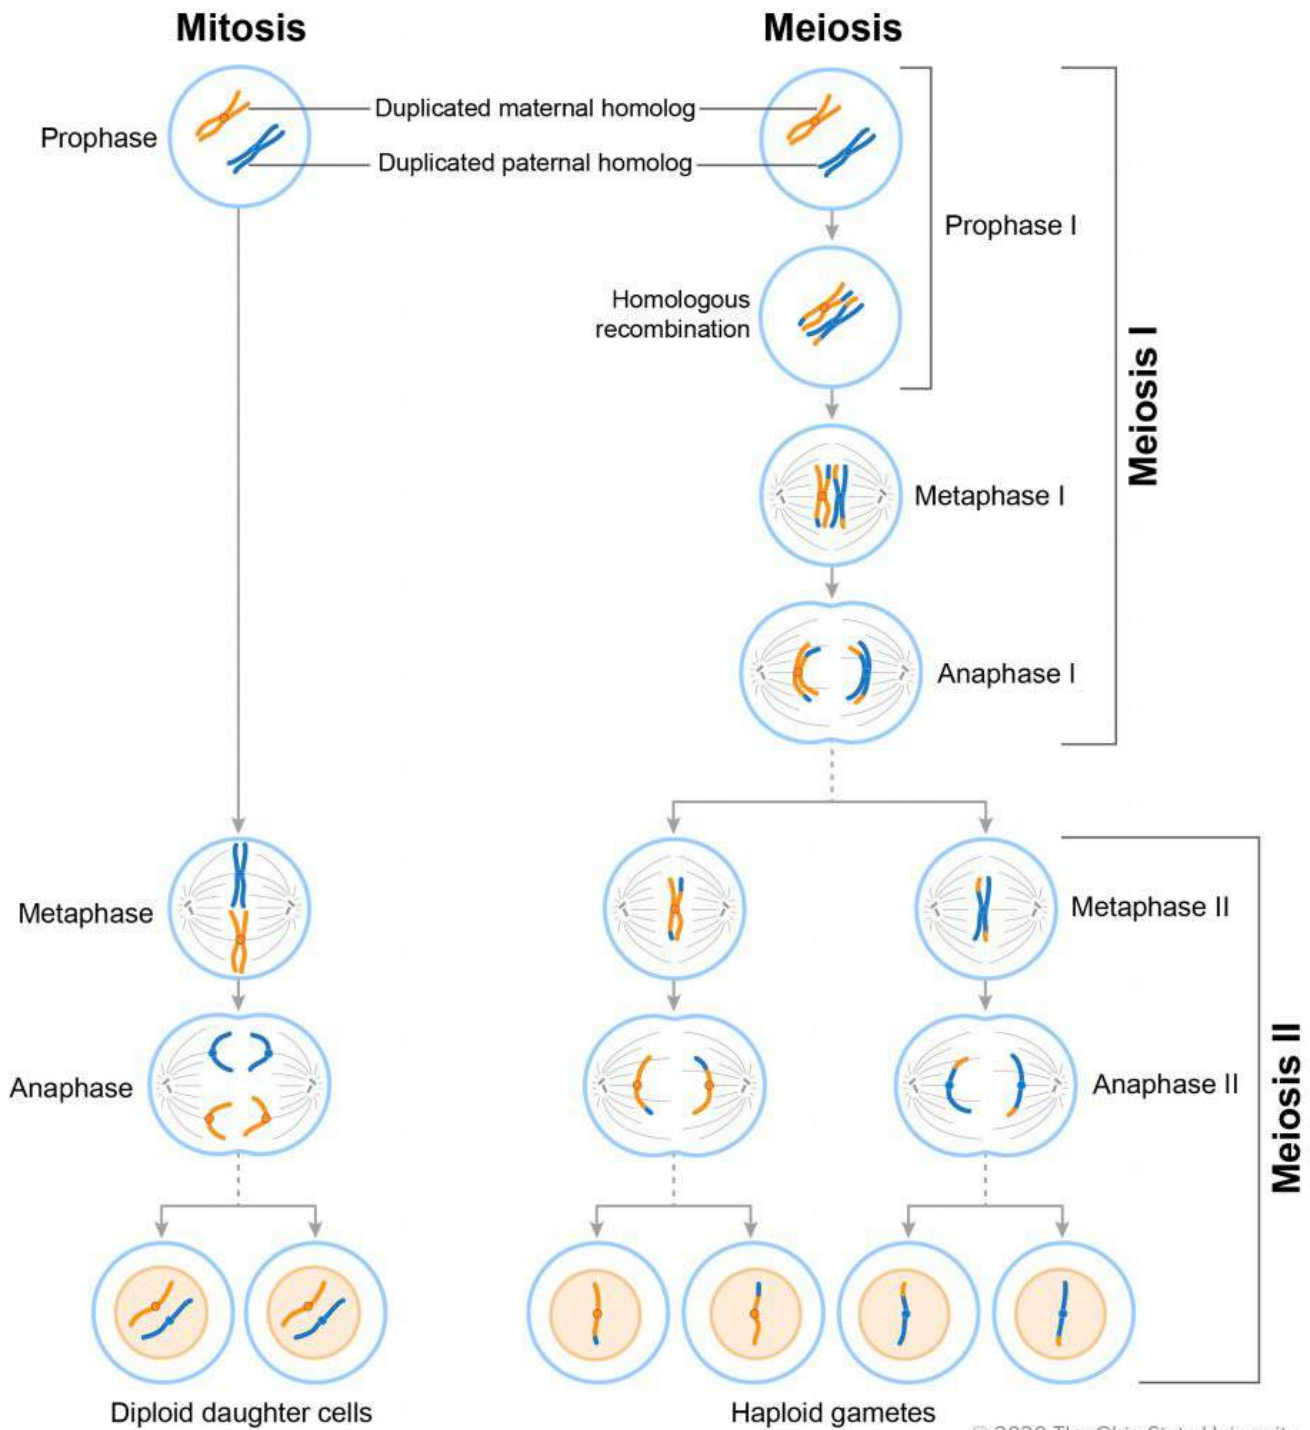 Mitosis
Meiosis
Duplicated maternal homolog
Prophase
Duplicated paternal homolog
Prophase I
Homologous
recombination
Meiosis I
Metaphase I
Anaphase I
Metaphase
Metaphase II
Anaphase
Anaphase II
Meiosis II
Diploid daughter cells
Haploid gametes